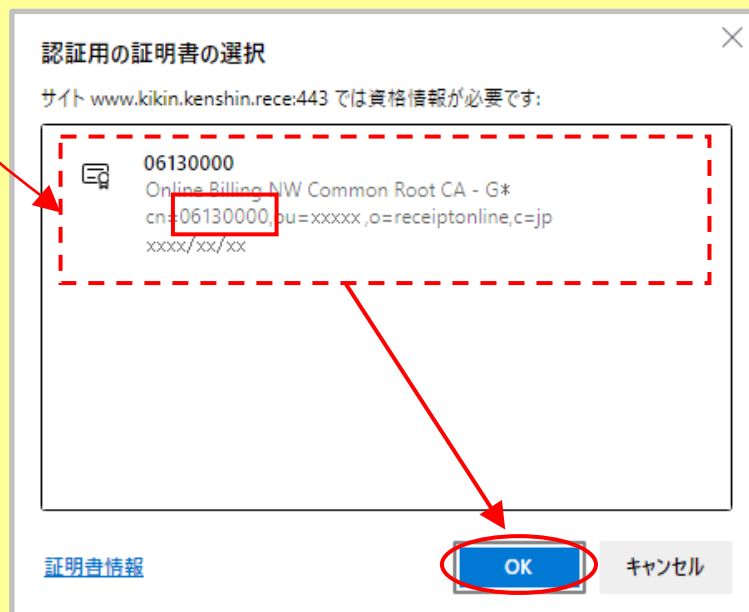 認証用の証明書の選択
サイト www.kikin.kenshin.rece:443 では資格情報が必要です:
06130000
Online Billing NW Common Root CA - G*
cn=06130000,ou=xxxxx ,o=receiptonline,c=jp
xxxx/xx/xx
証明書情報
OK
キャンセル